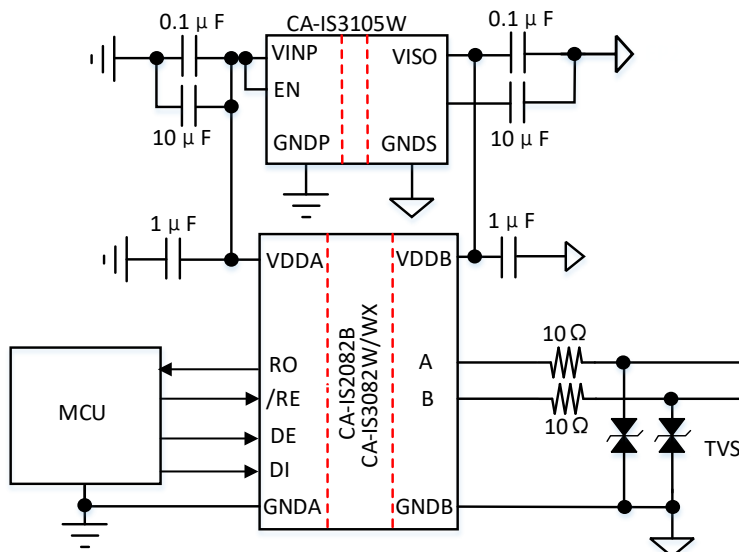 CA-IS3105W
0.1 μ F
0.1 μ F
VINP
VISO
EN
10 μ F
10 μ F
GNDP
GNDS
1 μ F
1 μ F
VDDA
VDDB
CA-IS2082B
CA-IS3082W/WX
10 Ω
RO
A
MCU
/RE
B
10 Ω
DE
TVS
DI
GNDA
GNDB